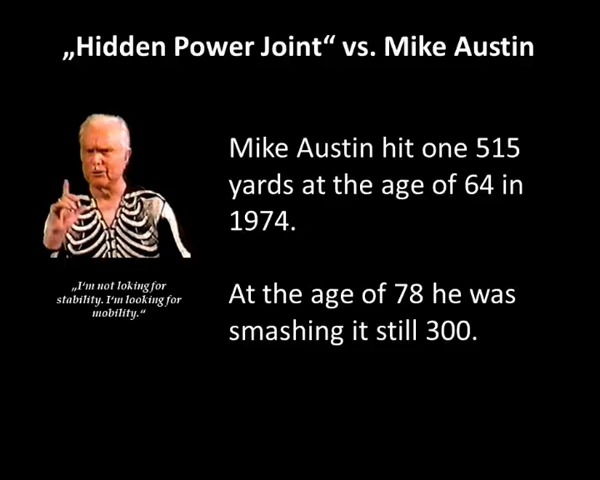 „Hidden Power Joint“ vs. Mike Austin
Mike Austin hit one 515
yards at the age of 64 in
1974.
„I‘m not loking for
stability. I‘m looking for
mobility.“
At the age of 78 he was
smashing it still 300.